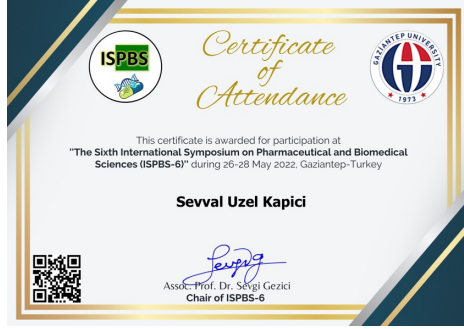 ISPBS
Certificate
of
Attendance
GAZIANTEP UNIVERSITY
1973
This certificate is awarded for participation at
"The Sixth International Symposium on Pharmaceutical and Biomedical
Sciences (ISPBS-6)" during 26-28 May 2022, Gaziantep-Turkey
Sevval Uzel Kapici
Assoc. Prof. Dr. Sevgi Gezici
Chair of ISPBS-6